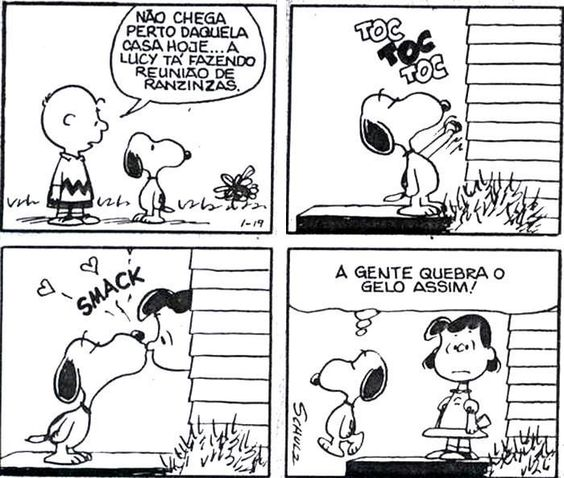 NÃO CHEGA
PERTO DAQUELA
CASA HOJE... A
LUCY TÁ FAZENDO
REUNIÃO DE
RANZINZAS.
1-19
TOC
TOC
TOC
SMACK
A GENTE QUEBRA O
GELO ASSIM!
SCHULZ